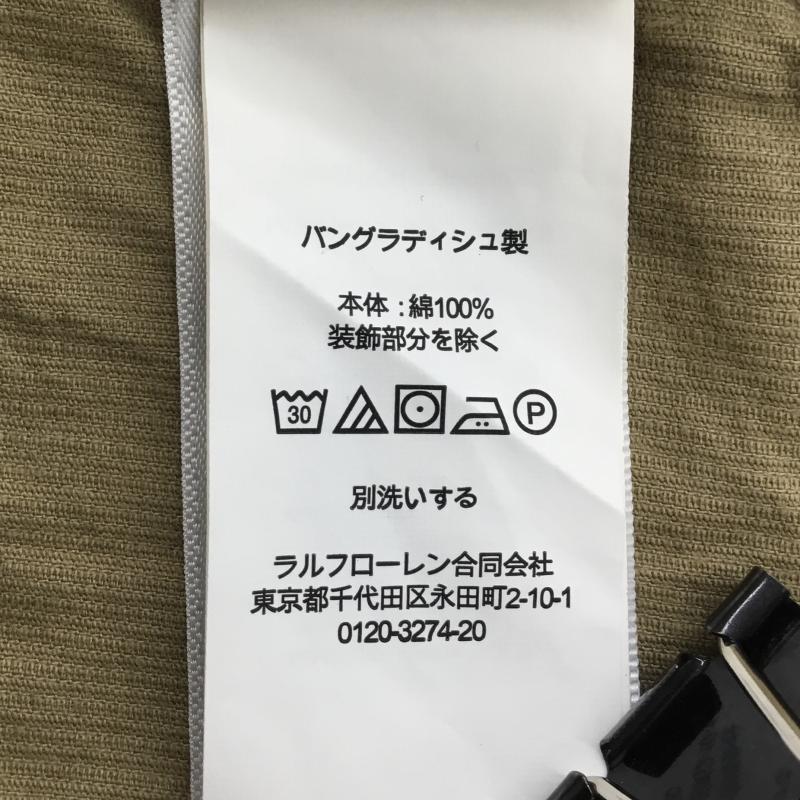 バングラディシュ製
本体 : 綿100%
装飾部分を除く
30 P
別洗いする
ラルフローレン合同会社
東京都千代田区永田町2-10-1
0120-3274-20